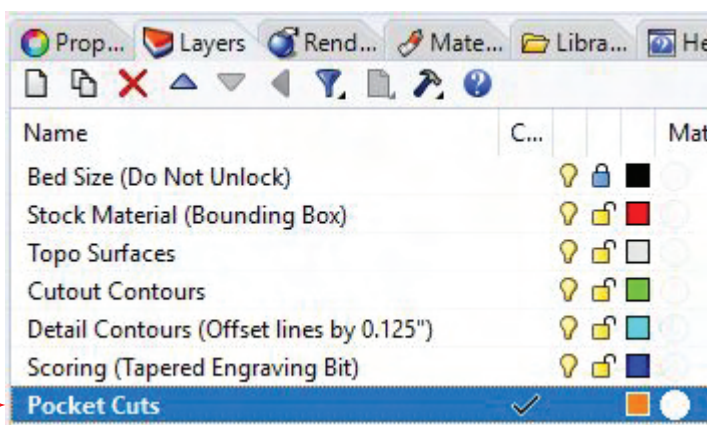 Prop... Layers Rend... Mate... Libra... He
Name C... Mat
Bed Size (Do Not Unlock)
Stock Material (Bounding Box)
Topo Surfaces
Cutout Contours
Detail Contours (Offset lines by 0.125")
Scoring (Tapered Engraving Bit)
Pocket Cuts